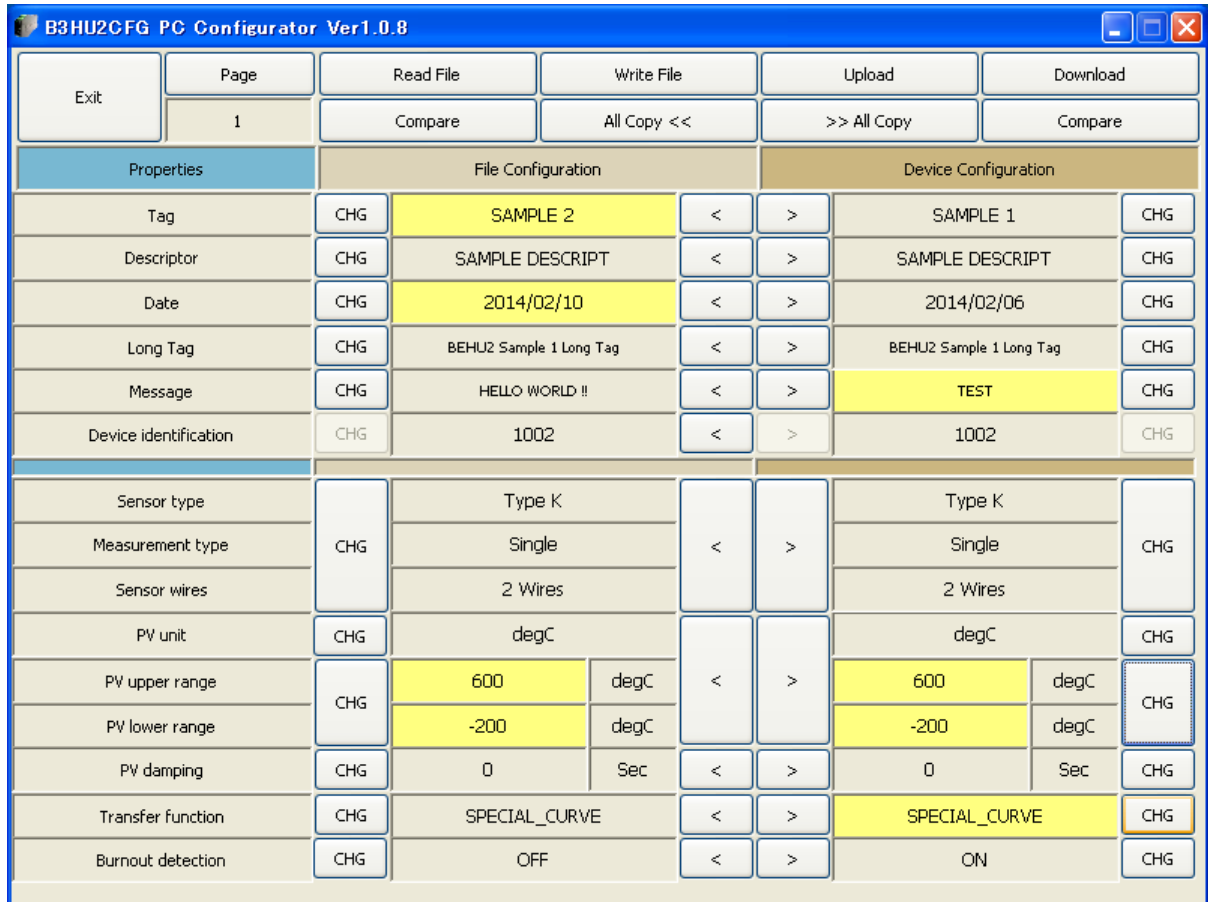 B3HU2CFG PC Configurator Ver1.0.8
Exit Page Read File Write File Upload Download
1 Compare All Copy << >> All Copy Compare
Properties File Configuration Device Configuration
Tag CHG SAMPLE 2 < > SAMPLE 1 CHG
Descriptor CHG SAMPLE DESCRIPT < > SAMPLE DESCRIPT CHG
Date CHG 2014/02/10 < > 2014/02/06 CHG
Long Tag CHG BEHU2 Sample 1 Long Tag < > BEHU2 Sample 1 Long Tag CHG
Message CHG HELLO WORLD !! < > TEST CHG
Device identification CHG 1002 < > 1002 CHG
Sensor type Type K Type K
Measurement type CHG Single < > Single CHG
Sensor wires 2 Wires 2 Wires
PV unit CHG degC degC CHG
PV upper range CHG 600 degC < > 600 degC CHG
PV lower range -200 degC -200 degC
PV damping CHG 0 Sec < > 0 Sec CHG
Transfer function CHG SPECIAL_CURVE < > SPECIAL_CURVE CHG
Burnout detection CHG OFF < > ON CHG